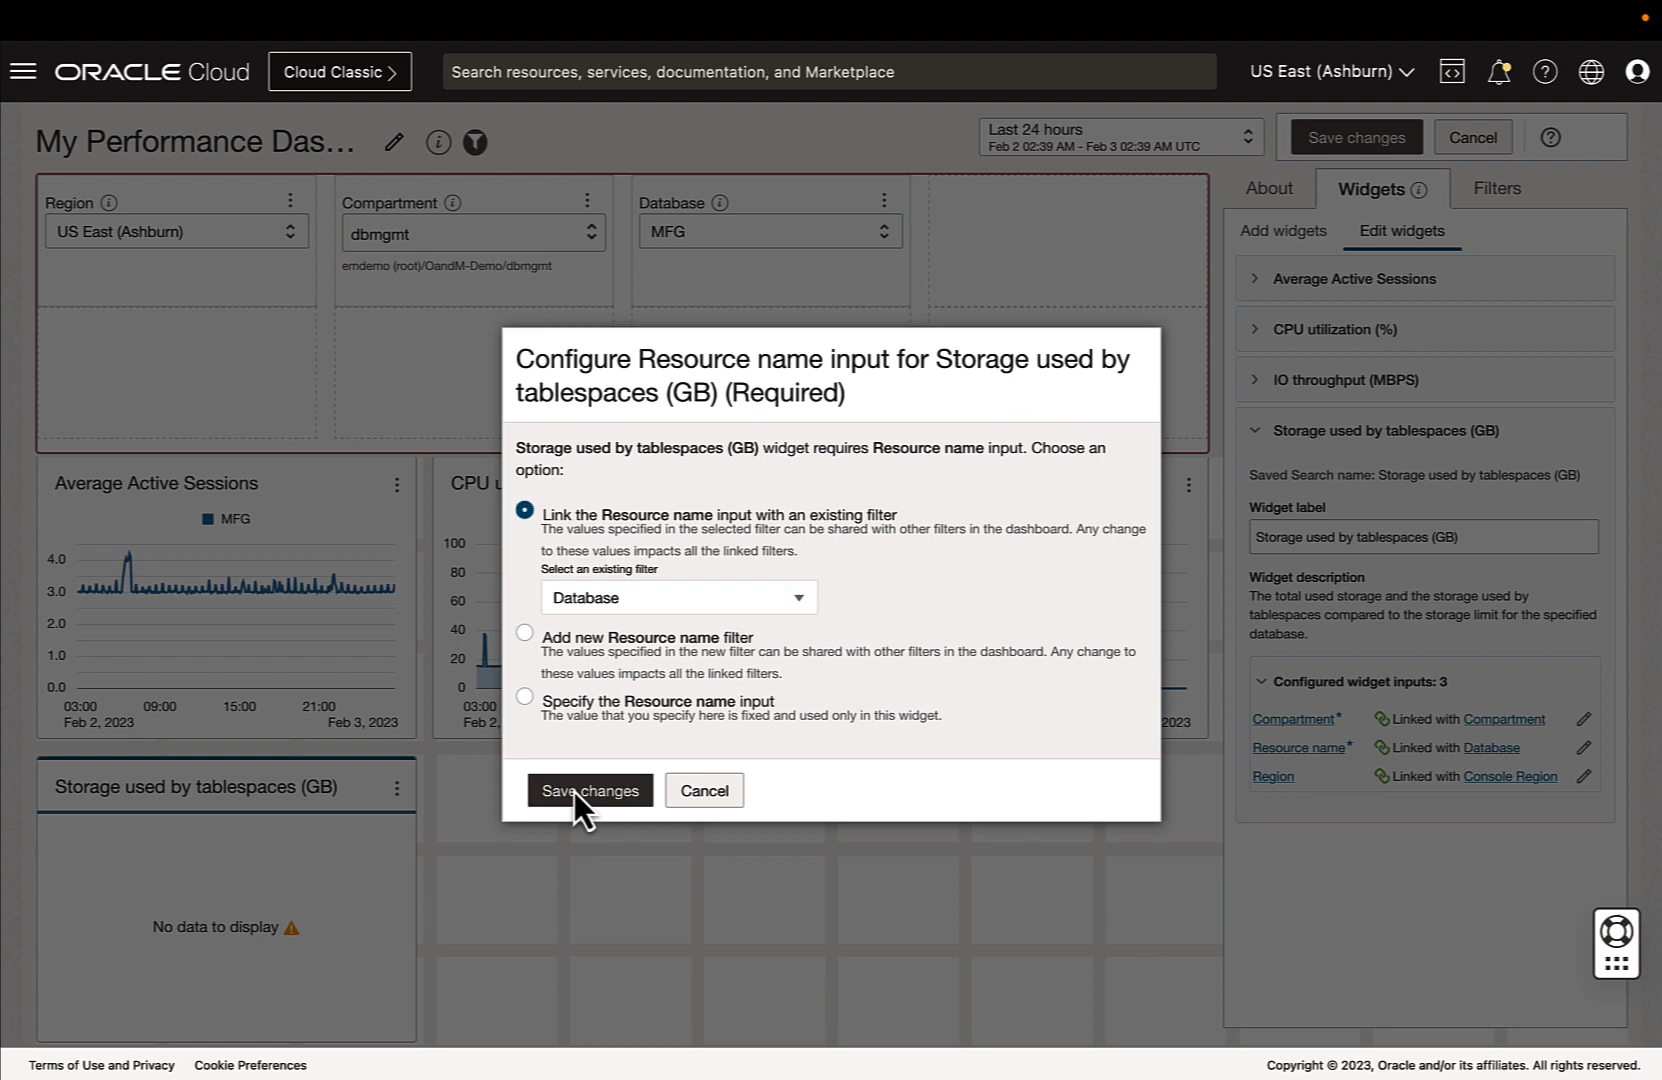 ORACLE Cloud
Cloud Classic
Search resources, services, documentation, and Marketplace
US East (Ashburn)
My Performance Das...
Last 24 hours
Feb 2 02:39 AM - Feb 3 02:39 AM UTC
Save changes
Cancel
Region
US East (Ashburn)
Compartment
dbmgmt
emdemo (root)/OandM-Demo/dbmgmt
Database
MFG
About
Widgets
Filters
Add widgets
Edit widgets
Average Active Sessions
CPU utilization (%)
IO throughput (MBPS)
Storage used by tablespaces (GB)
Saved Search name: Storage used by tablespaces (GB)
Widget label
Storage used by tablespaces (GB)
Widget description
The total used storage and the storage used by
tablespaces compared to the storage limit for the specified
database.
Configured widget inputs: 3
Compartment* Linked with Compartment
Resource name* Linked with Database
Region Linked with Console Region
Configure Resource name input for Storage used by
tablespaces (GB) (Required)
Storage used by tablespaces (GB) widget requires Resource name input. Choose an
option:
Link the Resource name input with an existing filter
The values specified in the selected filter can be shared with other filters in the dashboard. Any change
to these values impacts all the linked filters.
Select an existing filter
Database
Add new Resource name filter
The values specified in the new filter can be shared with other filters in the dashboard. Any change to
these values impacts all the linked filters.
Specify the Resource name input
The value that you specify here is fixed and used only in this widget.
Save changes
Cancel
Average Active Sessions
MFG
4.0
3.0
2.0
1.0
0.0
03:00 09:00 15:00 21:00
Feb 2, 2023 Feb 3, 2023
CPU u
100
80
60
40
20
0
03:00
Feb 2,
2023
Storage used by tablespaces (GB)
No data to display
Terms of Use and Privacy
Cookie Preferences
Copyright © 2023, Oracle and/or its affiliates. All rights reserved.